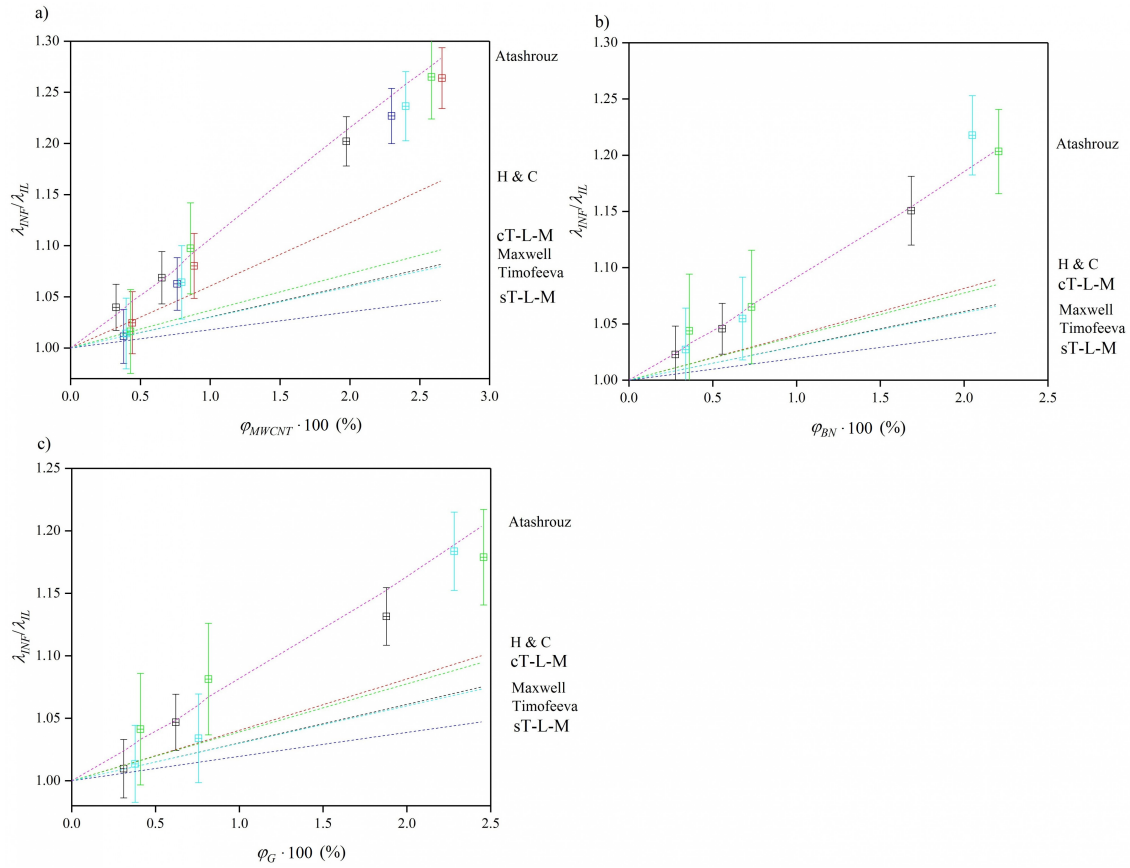 a)
1.30
1.25
1.20
1.15
1.10
1.05
1.00
λINF/λIL
0.0 0.5 1.0 1.5 2.0 2.5 3.0
φMWCNT · 100 (%)
Atashrouz
H & C
cT-L-M
Maxwell
Timofeeva
sT-L-M
b)
1.30
1.25
1.20
1.15
1.10
1.05
1.00
λINF/λIL
0.0 0.5 1.0 1.5 2.0 2.5
φBN · 100 (%)
Atashrouz
H & C
cT-L-M
Maxwell
Timofeeva
sT-L-M
c)
1.25
1.20
1.15
1.10
1.05
1.00
λINF/λIL
0.0 0.5 1.0 1.5 2.0 2.5
φG · 100 (%)
Atashrouz
H & C
cT-L-M
Maxwell
Timofeeva
sT-L-M